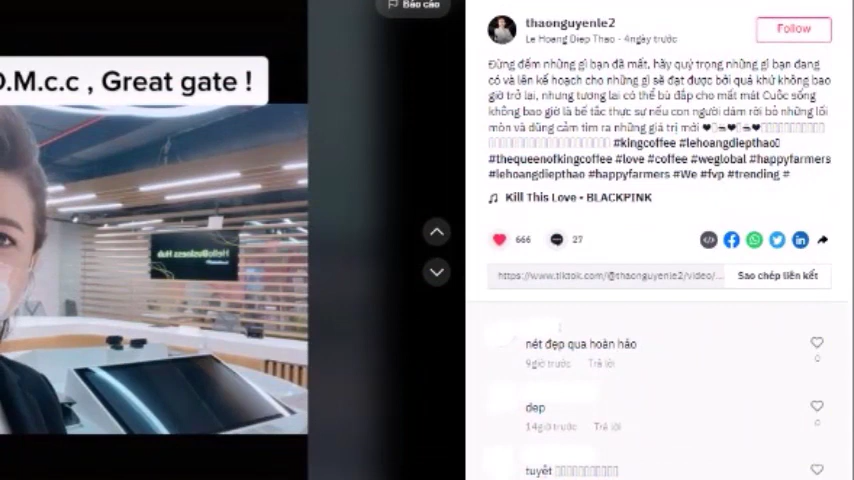 Báo cáo
D.M.c.c , Great gate !
HelloBusiness Hub
thaonguyenle2
Le Hoang Diep Thao • 4ngày trước
Follow
Đừng đếm những gì bạn đã mất, hãy quý trọng những gì bạn đang
có và lên kế hoạch cho những gì sẽ đạt được bởi quá khứ không bao
giờ trở lại, nhưng tương lai có thể bù đắp cho mất mát Cuộc sống
không bao giờ là bế tắc thực sự nếu con người dám rời bỏ những lối
mòn và dũng cảm tìm ra những giá trị mới
#kingcoffee #lehoangdiepthao
#thequeenofkingcoffee #love #coffee #weglobal #happyfarmers
#lehoangdiepthao #happyfarmers #We #fvp #trending #
Kill This Love - BLACKPINK
666
27
https://www.tiktok.com/@thaonguyenle2/video/...
Sao chép liên kết
nét đẹp qua hoàn hảo
9giờ trước Trả lời
0
đẹp
14giờ trước Trả lời
0
tuyệt